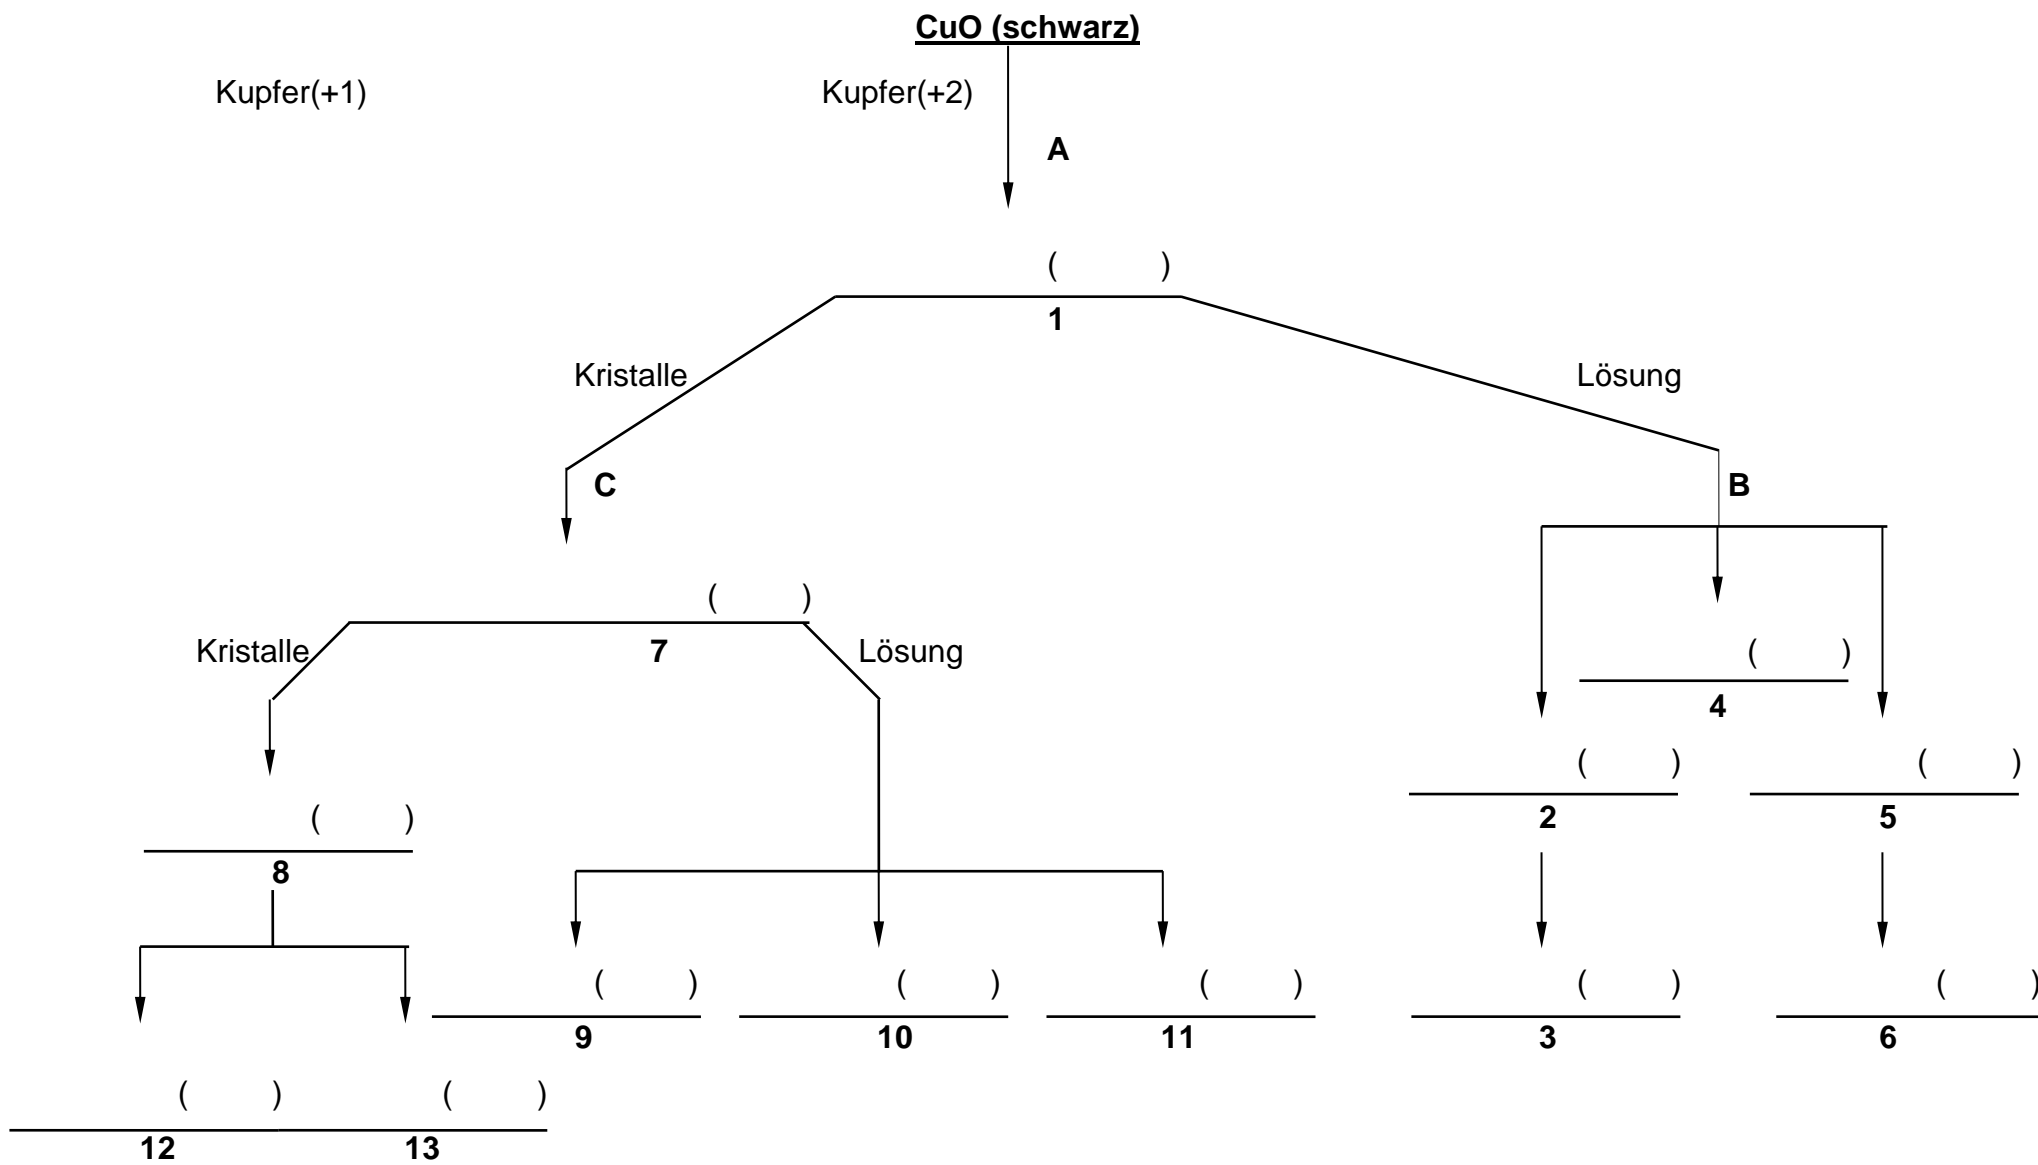 CuO (schwarz)
Kupfer(+1) Kupfer(+2)
A
( )
1
Kristalle Lösung
C B
( )
Kristalle 7 Lösung
( )
4
( ) ( )
2 5
( )
8
( ) ( ) ( ) ( ) ( )
9 10 11 3 6
( ) ( )
12 13